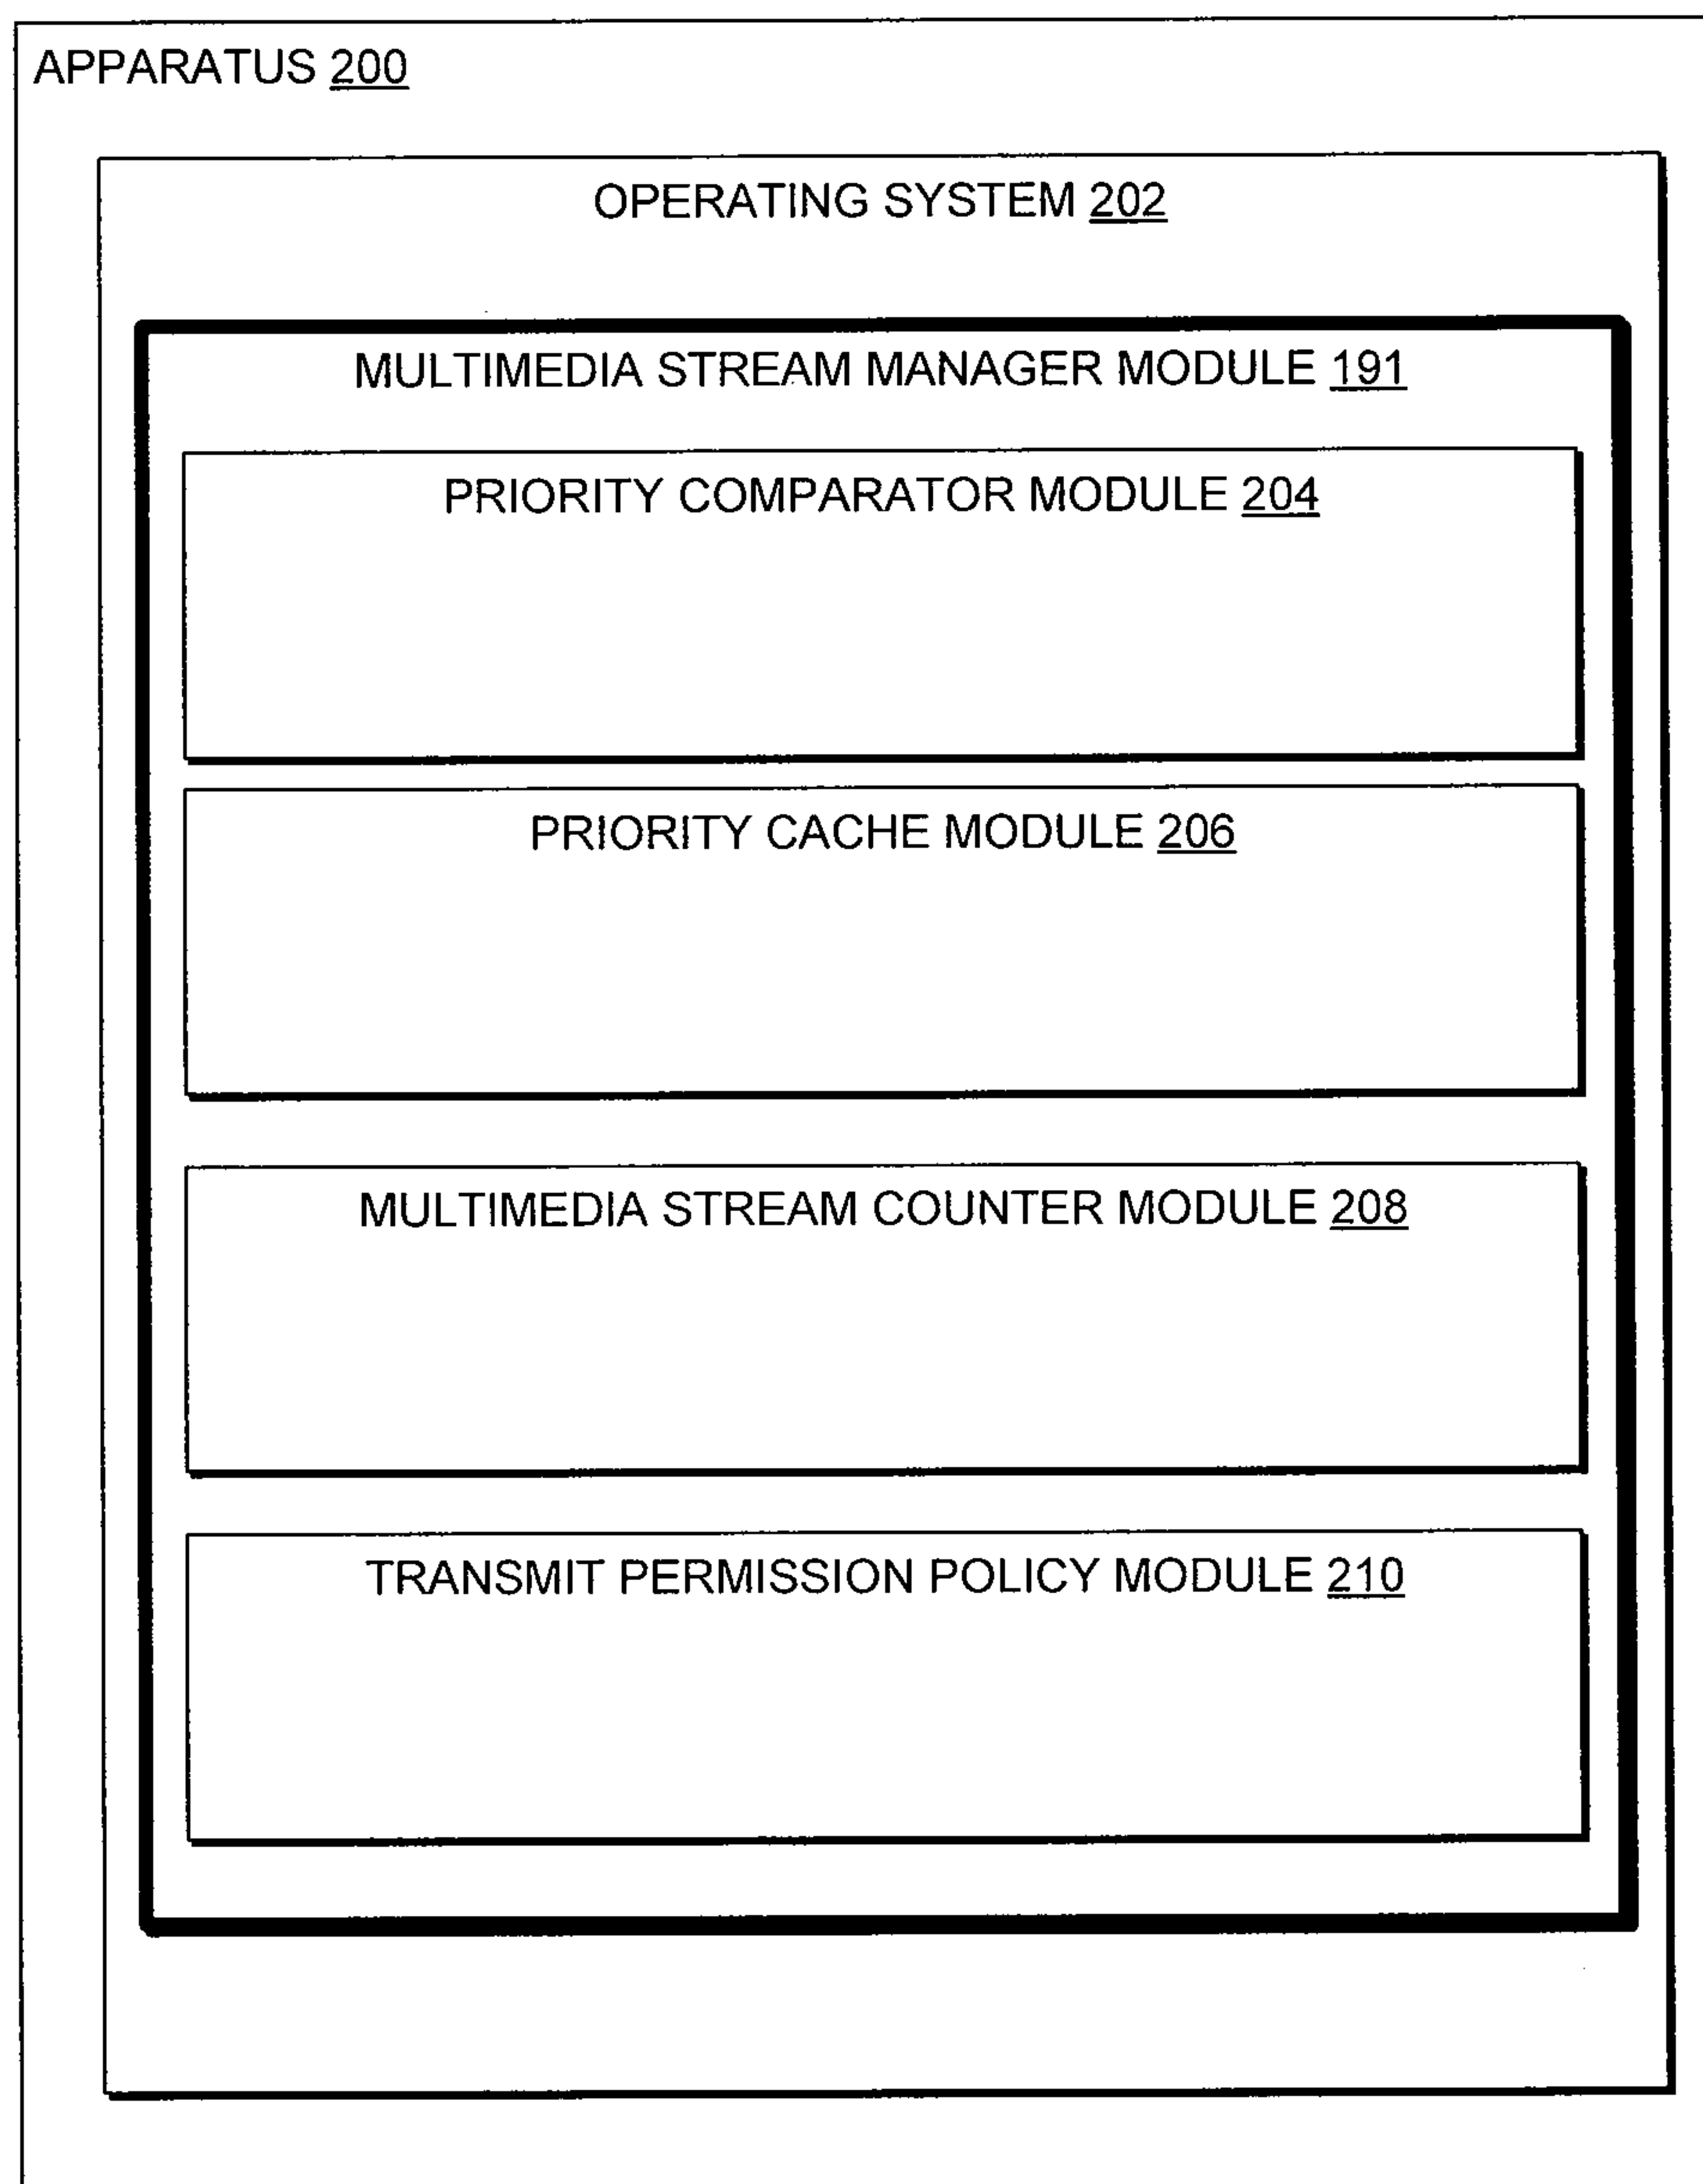 APPARATUS 200
OPERATING SYSTEM 202
MULTIMEDIA STREAM MANAGER MODULE 191
PRIORITY COMPARATOR MODULE 204
PRIORITY CACHE MODULE 206
MULTIMEDIA STREAM COUNTER MODULE 208
TRANSMIT PERMISSION POLICY MODULE 210